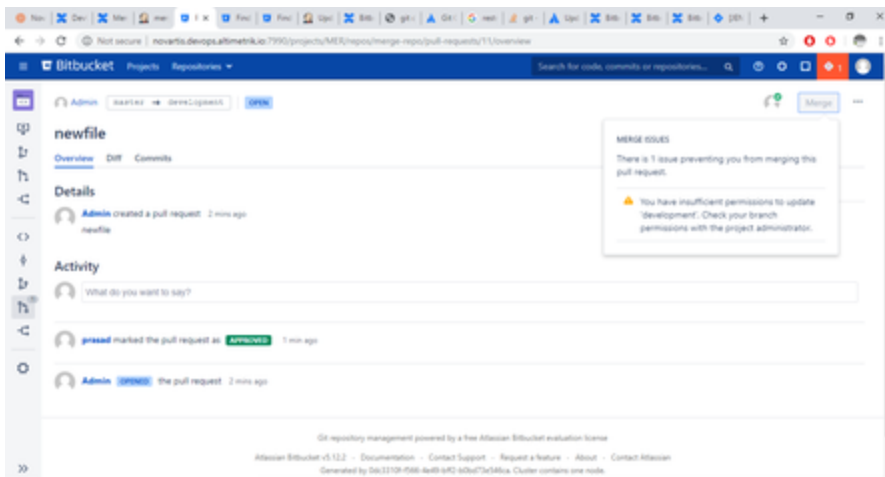 Not secure | novartis.devops.altimetrik.io:7990/projects/MER/repos/merge-repo/pull-requests/11/overview
Bitbucket Projects Repositories
Search for code, commits or repositories...
Admin master development OPEN
Merge
newfile
Overview Diff Commits
MERGE ISSUES
There is 1 issue preventing you from merging this
pull request.
You have insufficient permissions to update
'development'. Check your branch
permissions with the project administrator.
Details
Admin created a pull request 2 mins ago
newfile
Activity
What do you want to say?
prasad marked the pull request as APPROVED 1 min ago
Admin OPENED the pull request 2 mins ago
Git repository management powered by a free Atlassian Bitbucket evaluation license
Atlassian Bitbucket v5.12.2 - Documentation - Contact Support - Request a feature - About - Contact Atlassian
Generated by Cluster contains one node.